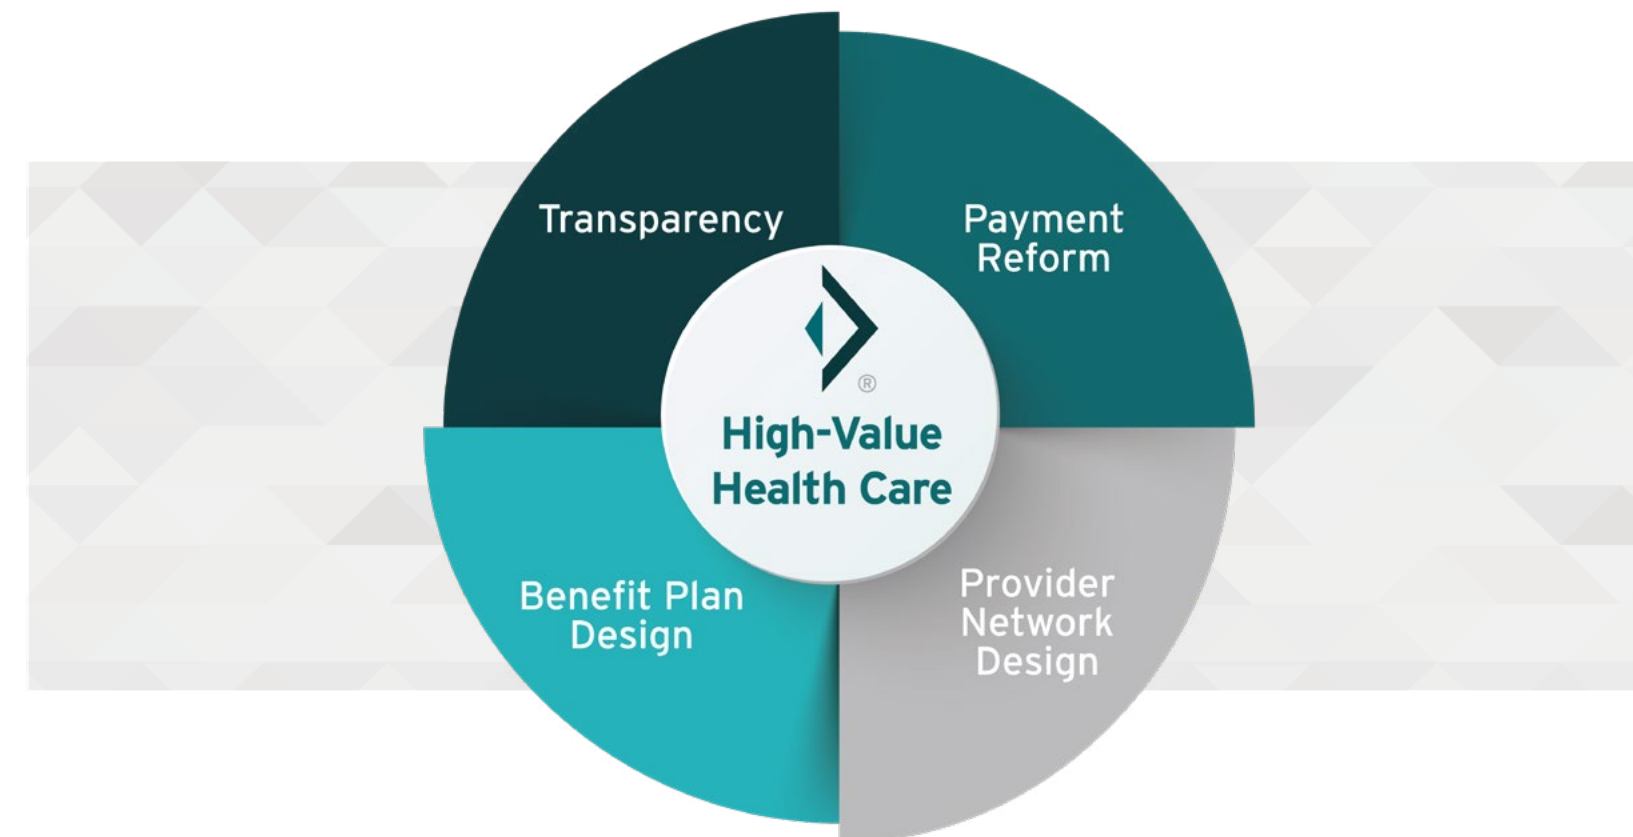 Transparency
Payment
Reform
®
High-Value
Health Care
Benefit Plan
Design
Provider
Network
Design